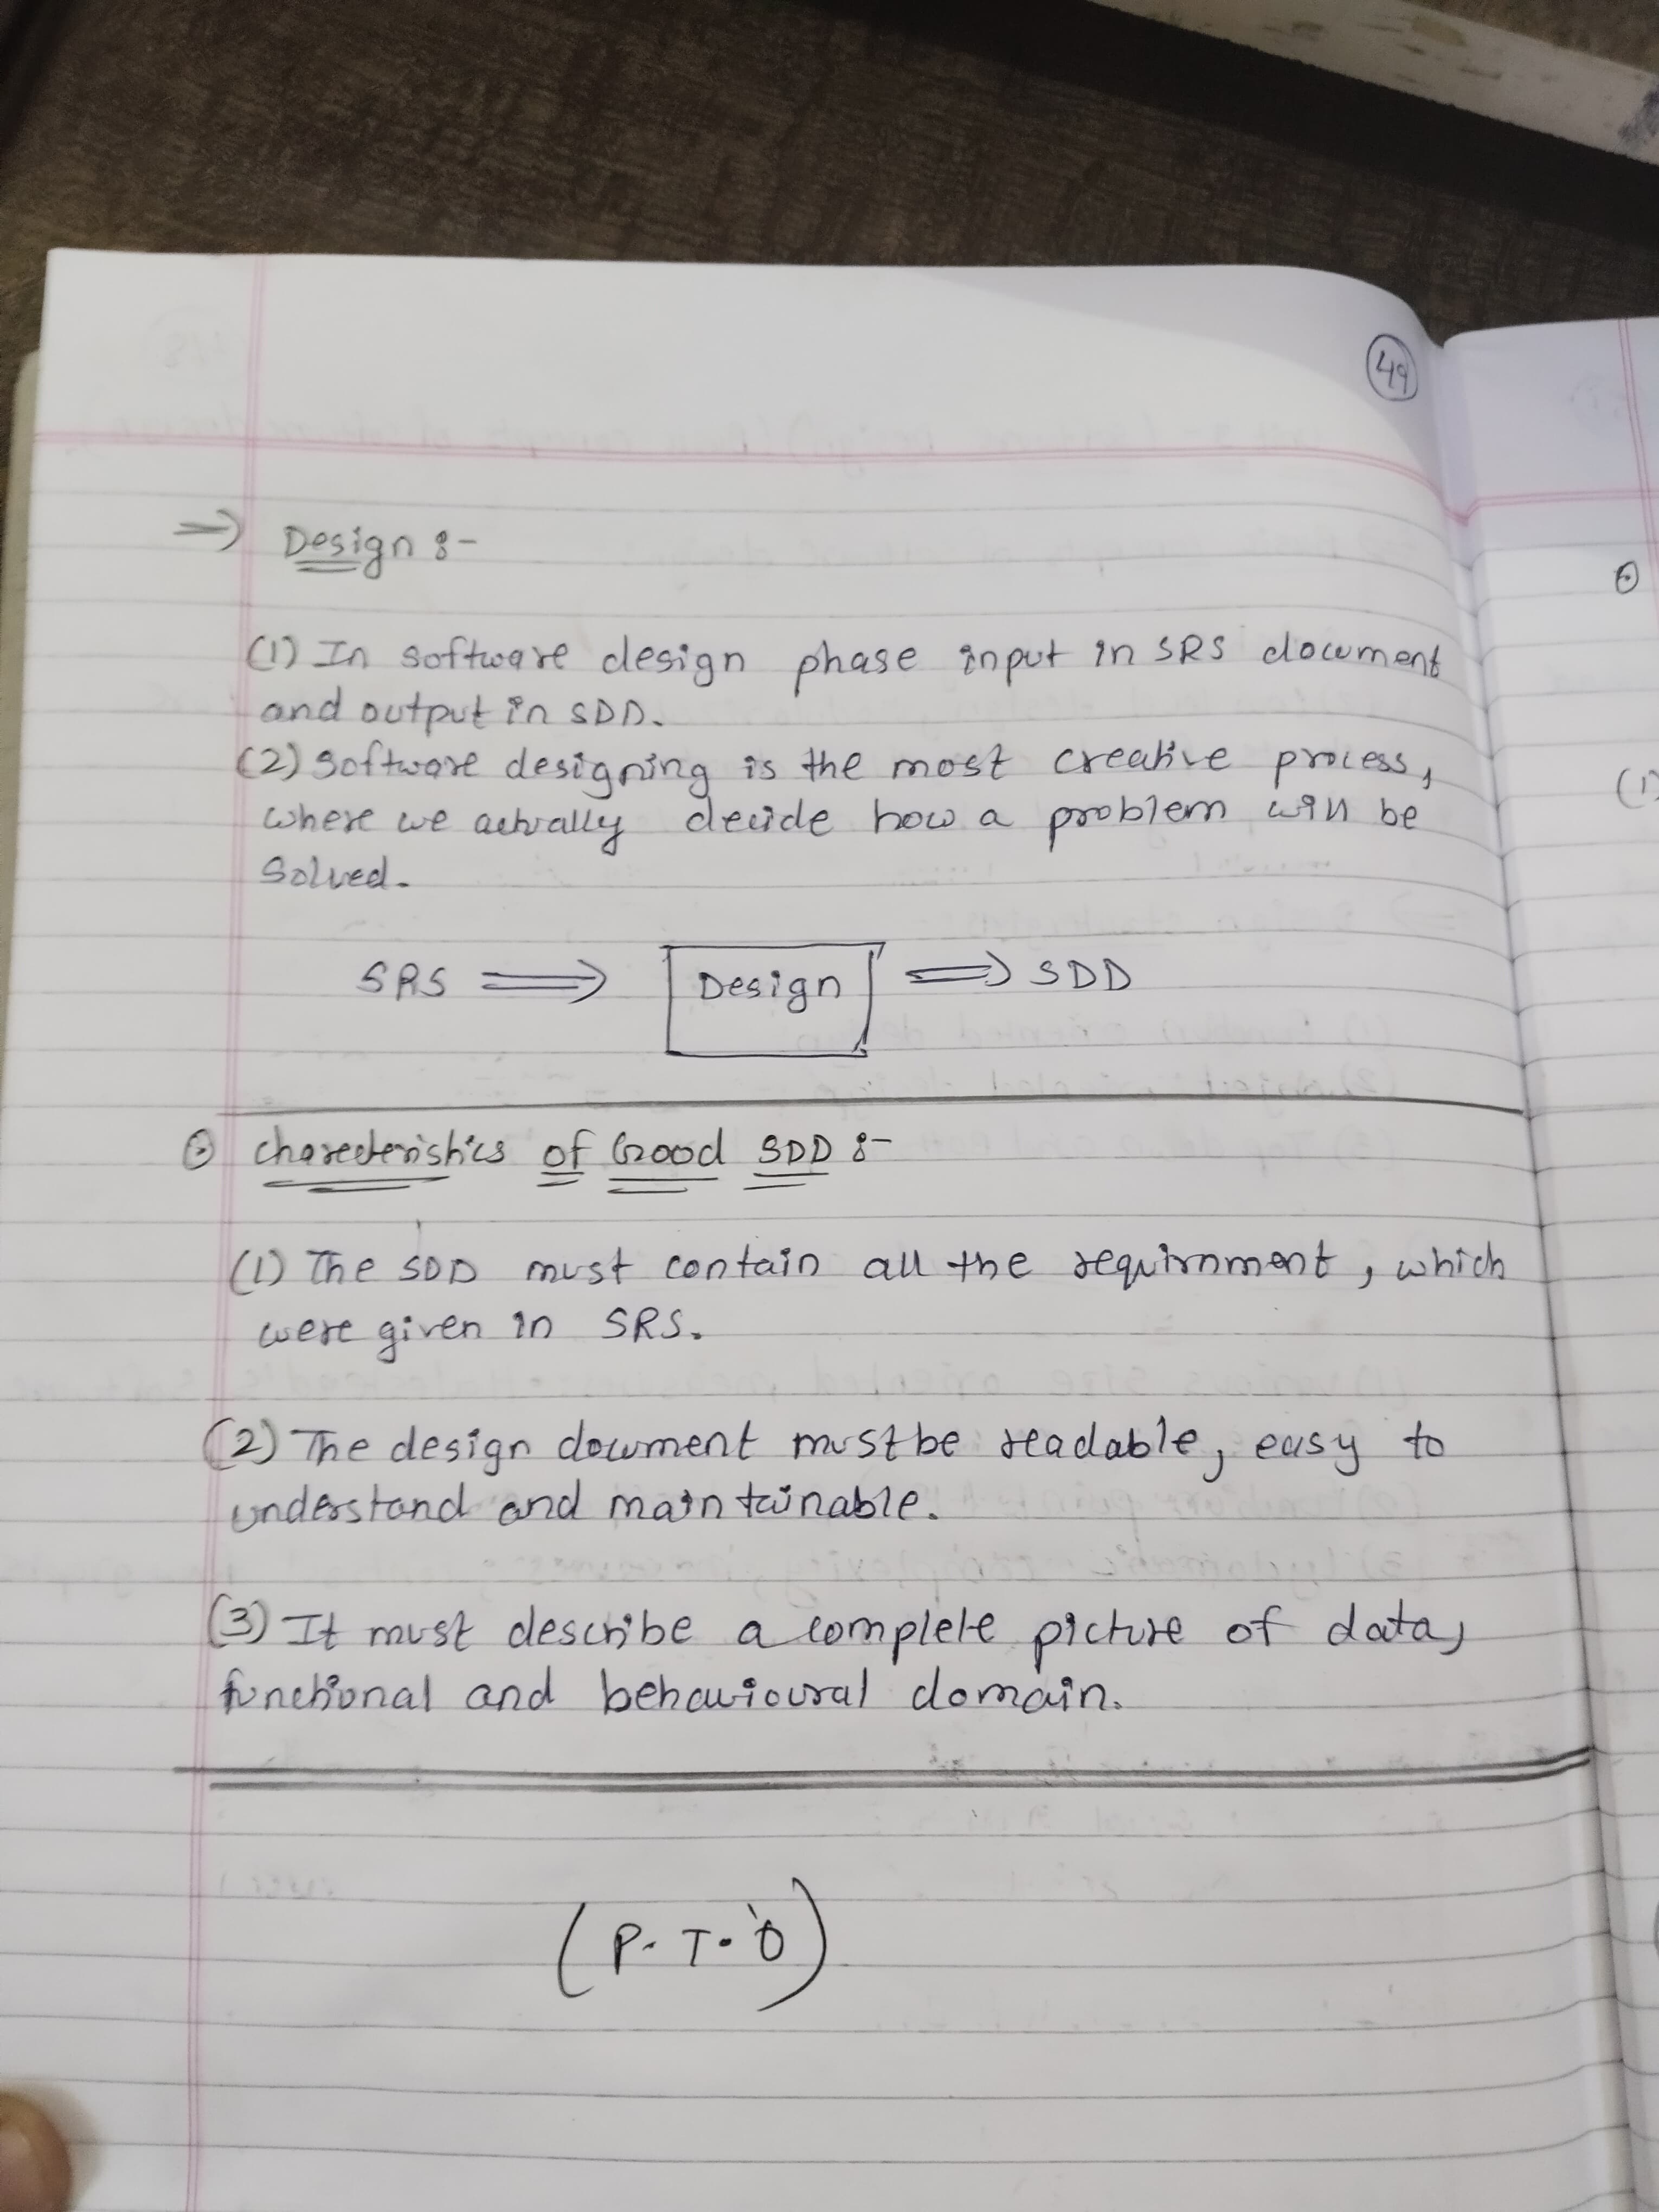 49
⇒ Design :-
(1) In software design phase input in SRS document
and output in SDD.
(2) software designing is the most creative process,
where we actually decide how a problem will be
solved.
SRS ⇒ Design ⇒ SDD
⊙ charecteristics of Good SDD :-
(1) The SDD must contain all the requirnment, which
were given in SRS.
(2) The design document must be readable, easy to
understand and maintainable.
(3) It must describe a complete picture of data,
functional and behavioural domain.
(P.T.O)
(1)